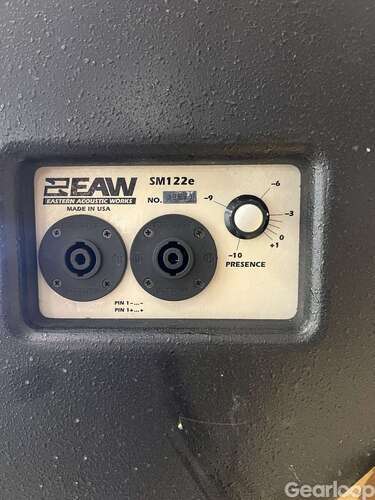 EAW
EASTERN ACOUSTIC WORKS
MADE IN USA
SM122e
NO.
-6
-9
-3
0
+1
-10
PRESENCE
PIN 1-...-
PIN 1+...+
Gearloop